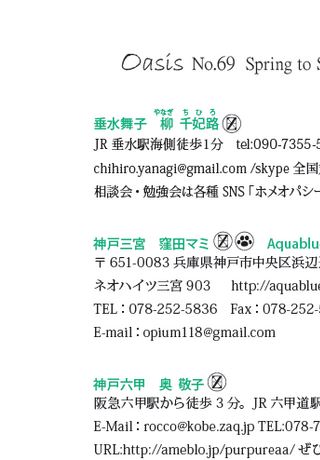 Oasis No.69 Spring to S
やなぎ ち ひ ろ
垂水舞子 柳 千妃路
JR 垂水駅海側徒歩1分 tel:090-7355-5
chihiro.yanagi@gmail.com /skype 全国
相談会・勉強会は各種 SNS「ホメオパシー
神戸三宮 窪田マミ Aquablu
〒 651-0083 兵庫県神戸市中央区浜辺
ネオハイツ三宮 903 http://aquablue
TEL : 078-252-5836 Fax : 078-252-
E-mail : opium118@gmail.com
神戸六甲 奥 敬子
阪急六甲駅から徒歩 3 分。JR 六甲道駅
E-Mail : rocco@kobe.zaq.jp TEL:078-7
URL:http://ameblo.jp/purpureaa/ ぜひ